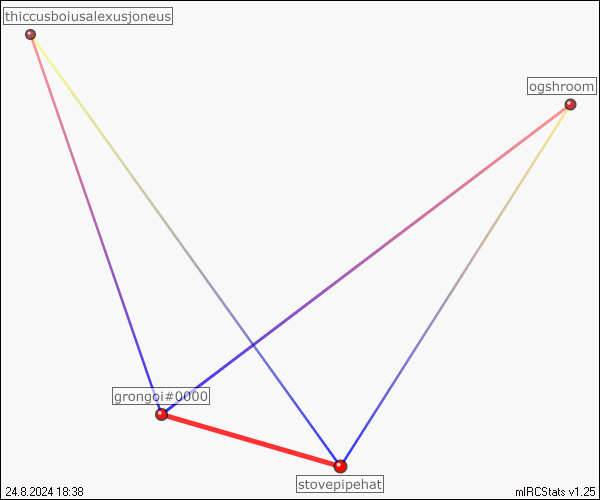 thiccusboiusalexusjoneus
ogshroom
grongoi#0000
stovepipehat
24.8.2024 18:38
mIRCStats v1.25